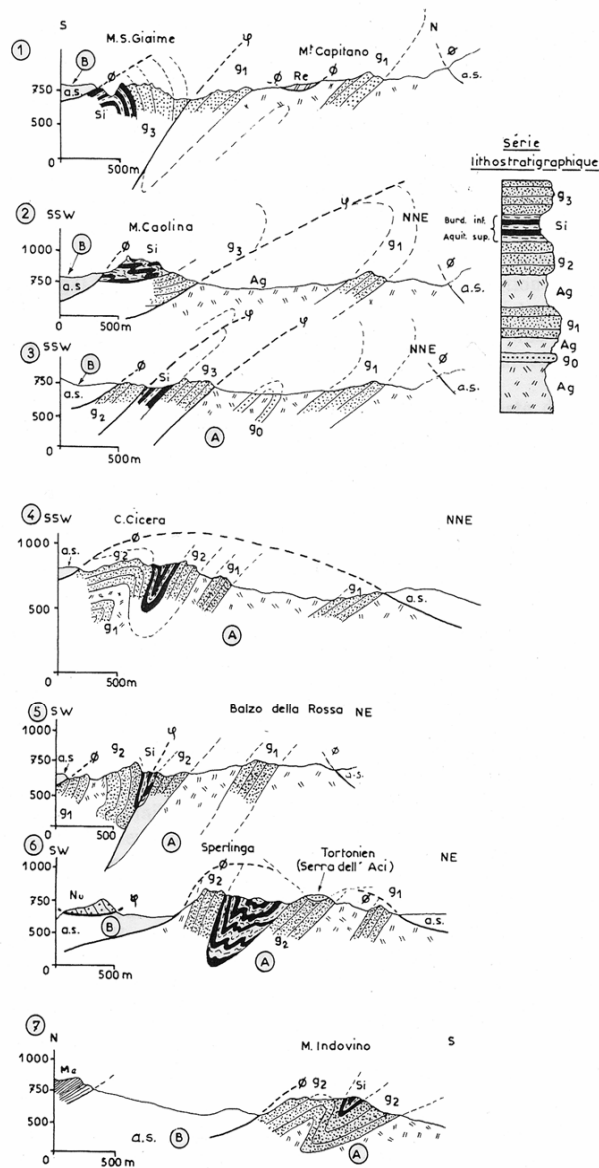 1
S
M.S.Giaime
φ
g1
Mt Capitano
N
Ø
B
Ø
Ø
Re
Ø
750
a.s.
a.s.
Si
g3
500
0
500m
Série
lithostratigraphique
g3
Burd. inf.
Si
Aquit. sup.
g2
Ag
g1
Ag
g0
Ag
2
SSW
M.Caolina
φ
NNE
1000
B
Ø
Si
g3
g1
Ø
750
a.s.
Ag
a.s.
500
0
φ
φ
3
SSW
Ø
g3
g1
NNE
Ø
B
Si
750
a.s.
a.s.
500
g2
A
g0
0
500m
4
SSW
C.Cicera
NNE
1000
a.s.
Ø
g2
g2
g1
g1
a.s.
500
g1
A
0
500m
5
SW
Balzo della Rossa
NE
1000
φ
a.s
Ø
g2
Si
g2
g1
Ø
750
a.s.
500
g1
A
0
500
6
SW
Sperlinga
Tortonien
(Serra dell' Aci)
NE
1000
Ø
Nu
φ
g2
g1
Ø
750
B
a.s.
500
a.s.
g2
A
0
500m
7
N
M. Indovino
S
1000
Ma
Ø
g2
Si
g2
750
500
a.s.
B
A
0
500m